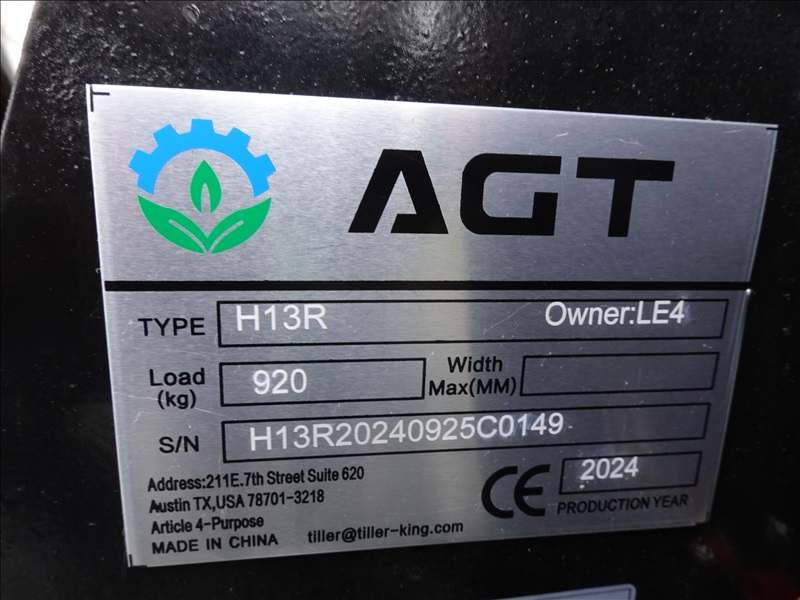 AGT
TYPE H13R Owner:LE4
Load (kg) 920 Width Max(MM)
S/N H13R20240925C0149
Address:211E.7th Street Suite 620
Austin TX,USA 78701-3218
Article 4-Purpose
MADE IN CHINA tiller@tiller-king.com
CE 2024
PRODUCTION YEAR